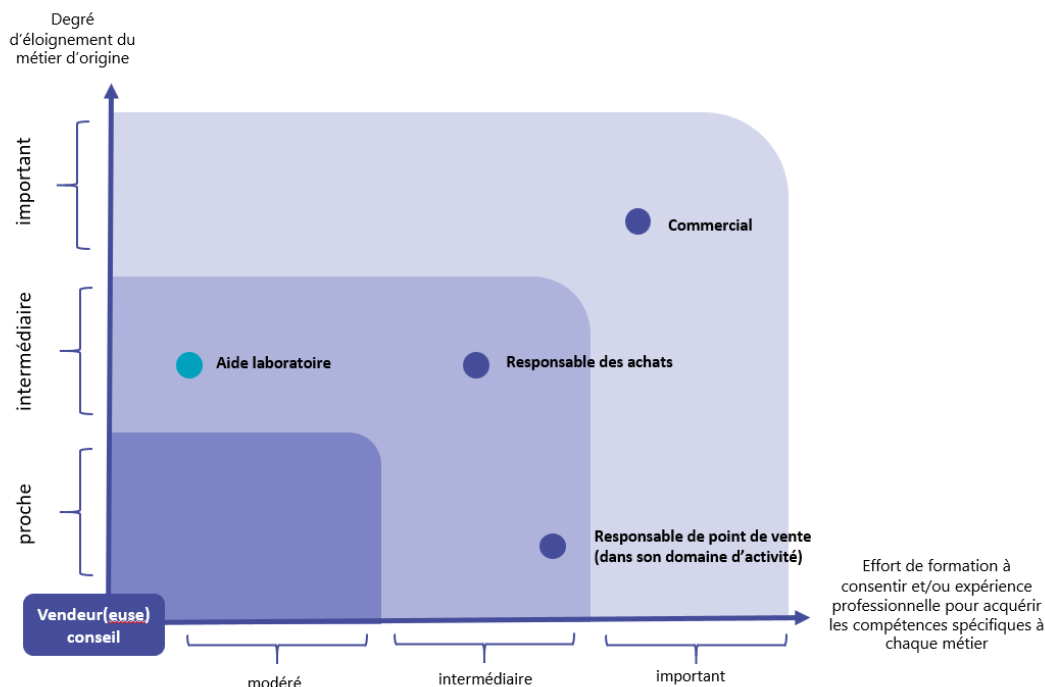 Degré
d'éloignement du
métier d'origine
important
Commercial
intermédiaire
Aide laboratoire
Responsable des achats
proche
Responsable de point de vente
(dans son domaine d'activité)
Vendeur(euse)
conseil
Effort de formation à
consentir et/ou expérience
professionnelle pour acquérir
les compétences spécifiques à
chaque métier
modéré
intermédiaire
important